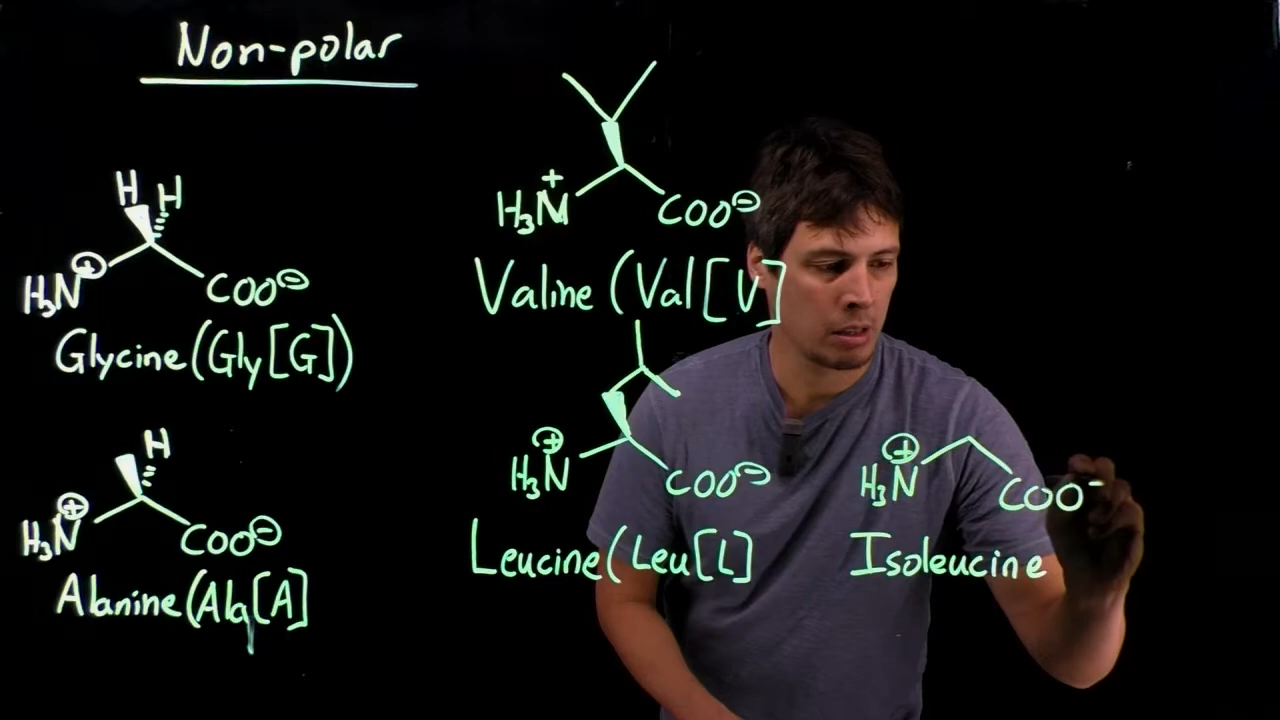 Non-polar
H H
H₃N⊕ COO⊖
Glycine (Gly [G])
H
H₃N⊕ COO⊖
Alanine (Ala [A]
H₃N+ COO⊖
Valine (Val [V]
H₃N⊕ COO⊖
Leucine (Leu [L]
H₃N⊕ COO-
Isoleucine